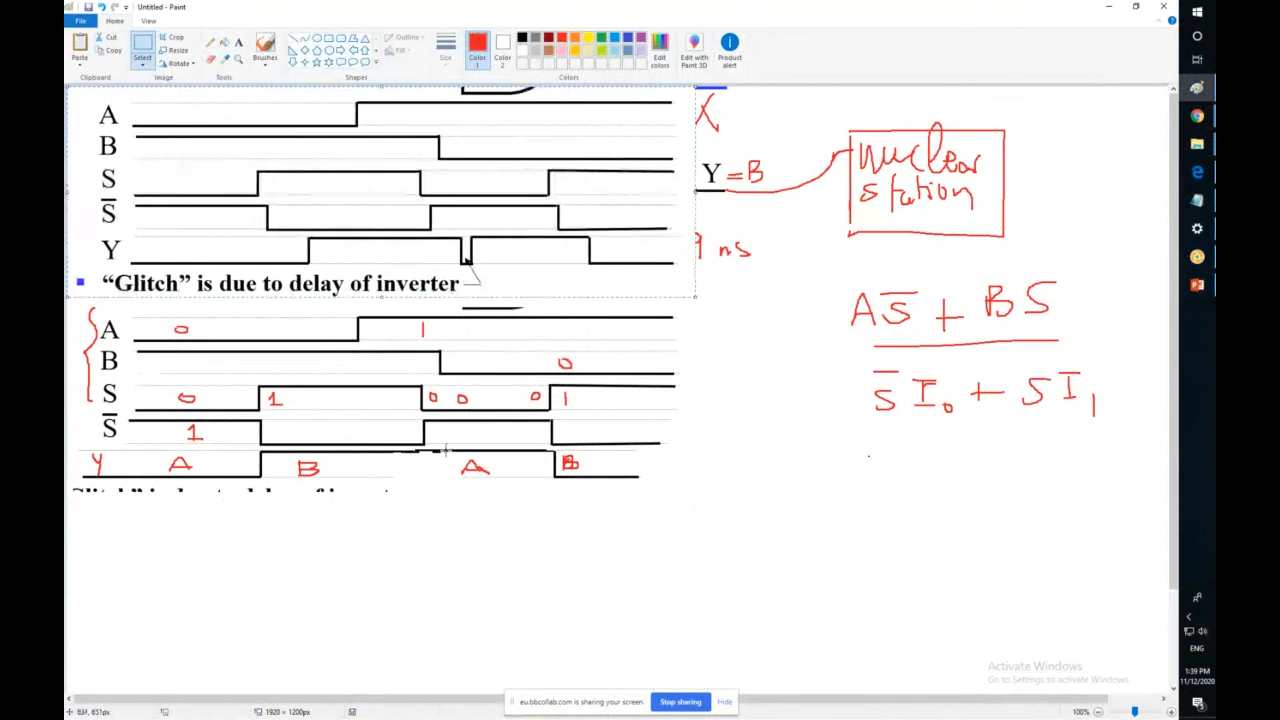 Untitled - Paint
File Home View
Paste
Cut
Copy
Clipboard
Select
Crop
Resize
Rotate
Image
Tools
Brushes
Shapes
Outline
Fill
Size
Color 1
Color 2
Edit colors
Colors
Edit with Paint 3D
Product alert
A
B
S
S̅
Y
"Glitch" is due to delay of inverter
X
Y = B
ns
nuclear
station
AS̅ + BS
S̅I₀ + SI₁
A 0 1
B 0
S 0 1 0 0 0 1
S̅ 1
Y A B A B
Activate Windows
Go to Settings to activate Windows.
eu.bbcollab.com is sharing your screen.
Stop sharing
Hide
834, 651px
1920 × 1200px
100%
ENG
1:39 PM
11/12/2020